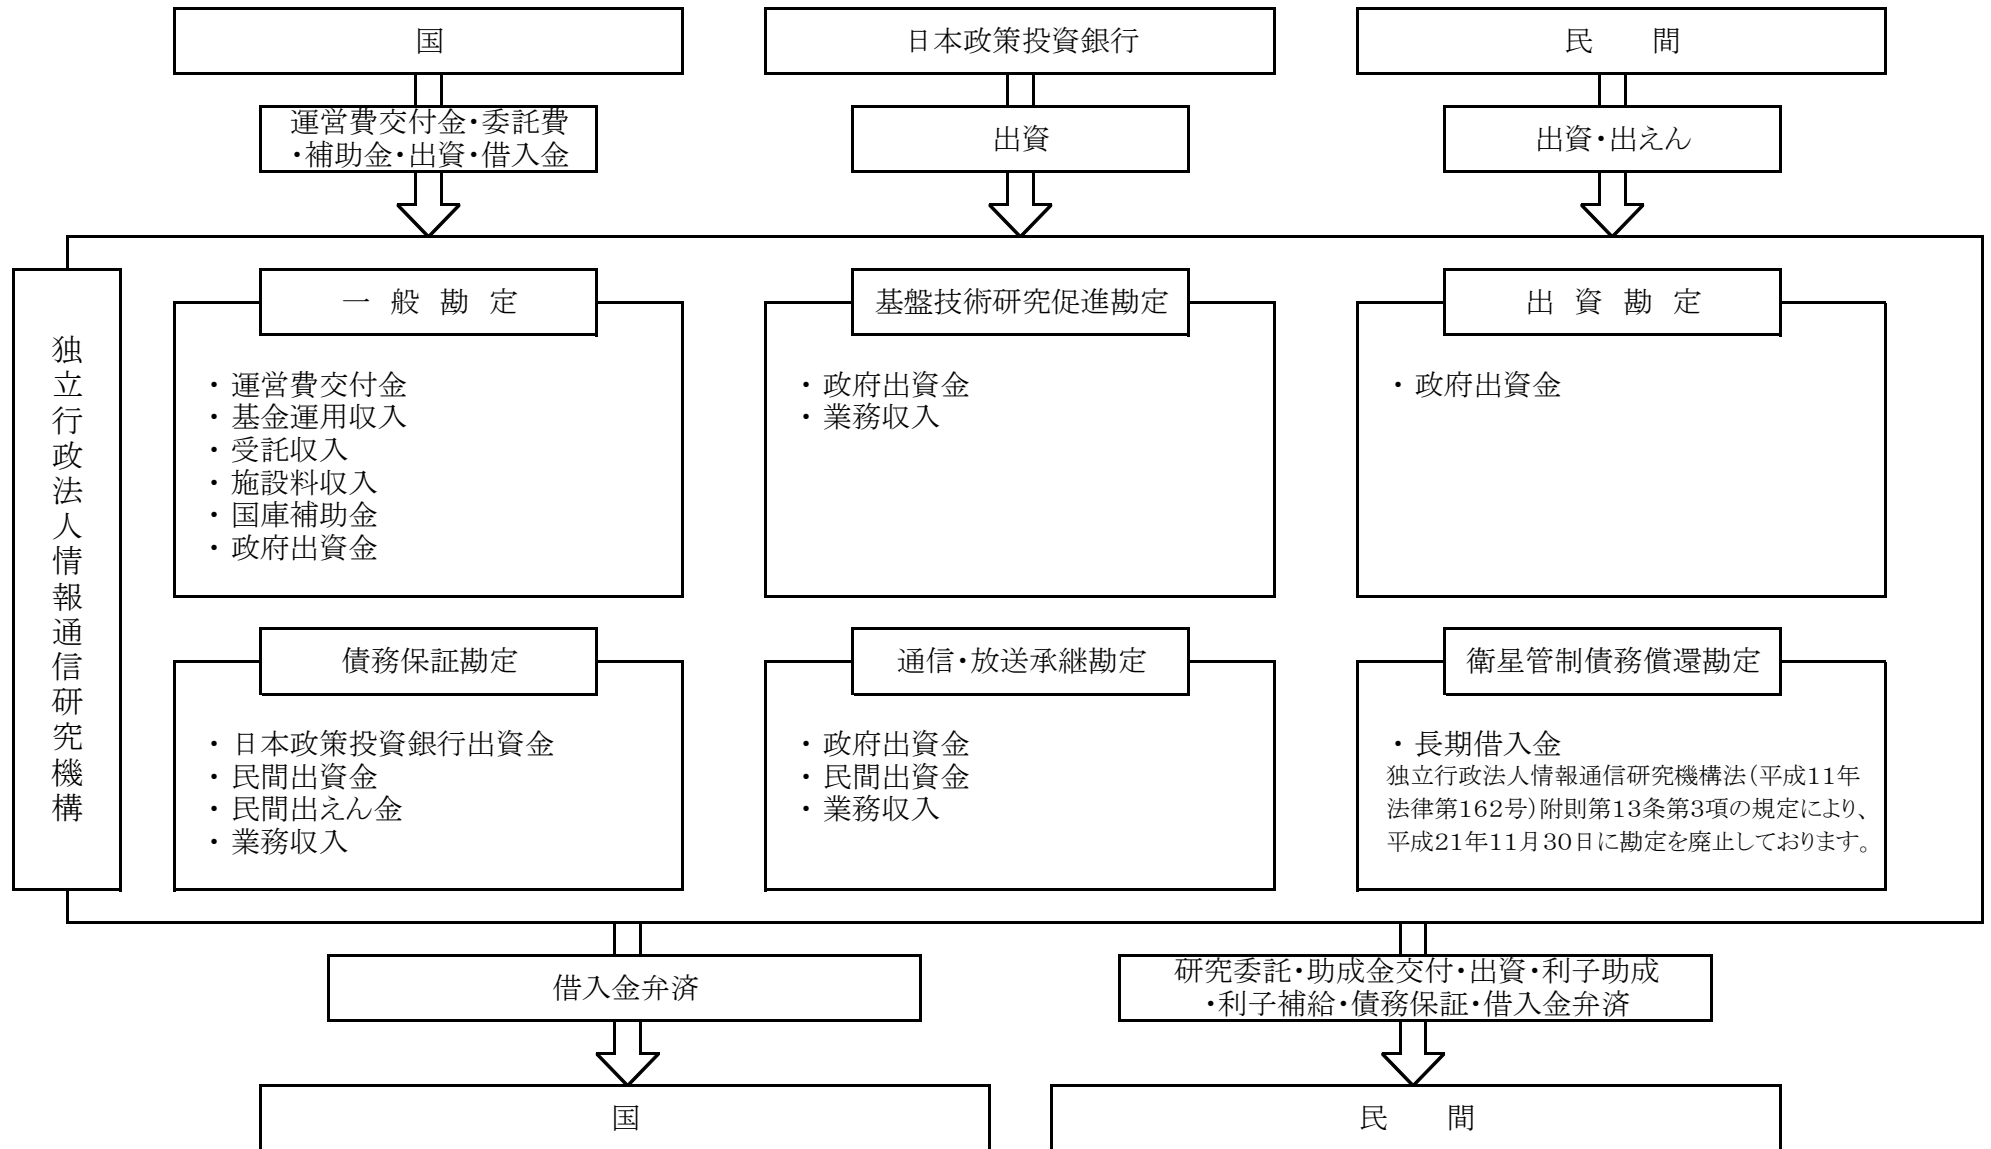 国
日本政策投資銀行
民　間
運営費交付金・委託費
・補助金・出資・借入金
出資
出資・出えん
独立行政法人情報通信研究機構
一般勘定
・運営費交付金
・基金運用収入
・受託収入
・施設料収入
・国庫補助金
・政府出資金
基盤技術研究促進勘定
・政府出資金
・業務収入
出資勘定
・政府出資金
債務保証勘定
・日本政策投資銀行出資金
・民間出資金
・民間出えん金
・業務収入
通信・放送承継勘定
・政府出資金
・民間出資金
・業務収入
衛星管制債務償還勘定
・長期借入金
独立行政法人情報通信研究機構法（平成11年
法律第162号）附則第13条第3項の規定により、
平成21年11月30日に勘定を廃止しております。
借入金弁済
研究委託・助成金交付・出資・利子助成
・利子補給・債務保証・借入金弁済
国
民　間